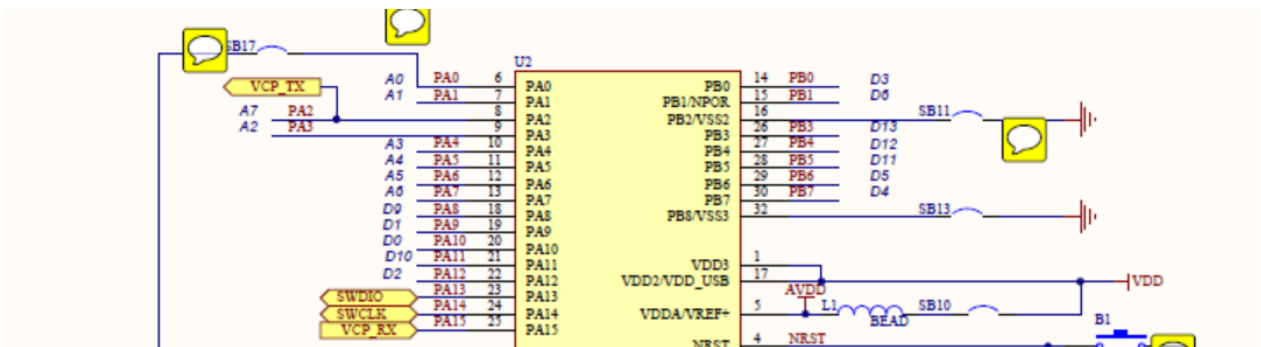 SB17
U2
A0 PA0 6 PA0 PB0 14 PB0 D3
VCP_TX
A1 PA1 7 PA1 PB1/NPOR 15 PB1 D6
A7 PA2 8 PA2 PB2/VSS2 16 SB11
A2 PA3 9 PA3 PB3 26 PB3 D13
A3 PA4 10 PA4 PB4 27 PB4 D12
A4 PA5 11 PA5 PB5 28 PB5 D11
A5 PA6 12 PA6 PB6 29 PB6 D5
A6 PA7 13 PA7 PB7 30 PB7 D4
D9 PA8 18 PA8 PB8/VSS3 32 SB13
D1 PA9 19 PA9
D0 PA10 20 PA10
D10 PA11 21 PA11 VDD3 1
D2 PA12 22 PA12 VDD2/VDD_USB 17 VDD
SWDIO PA13 23 PA13 AVDD
SWCLK PA14 24 PA14 VDDA/VREF+ 5 L1 BEAD SB10
VCP_RX PA15 25 PA15 B1
NRST 4 NRST